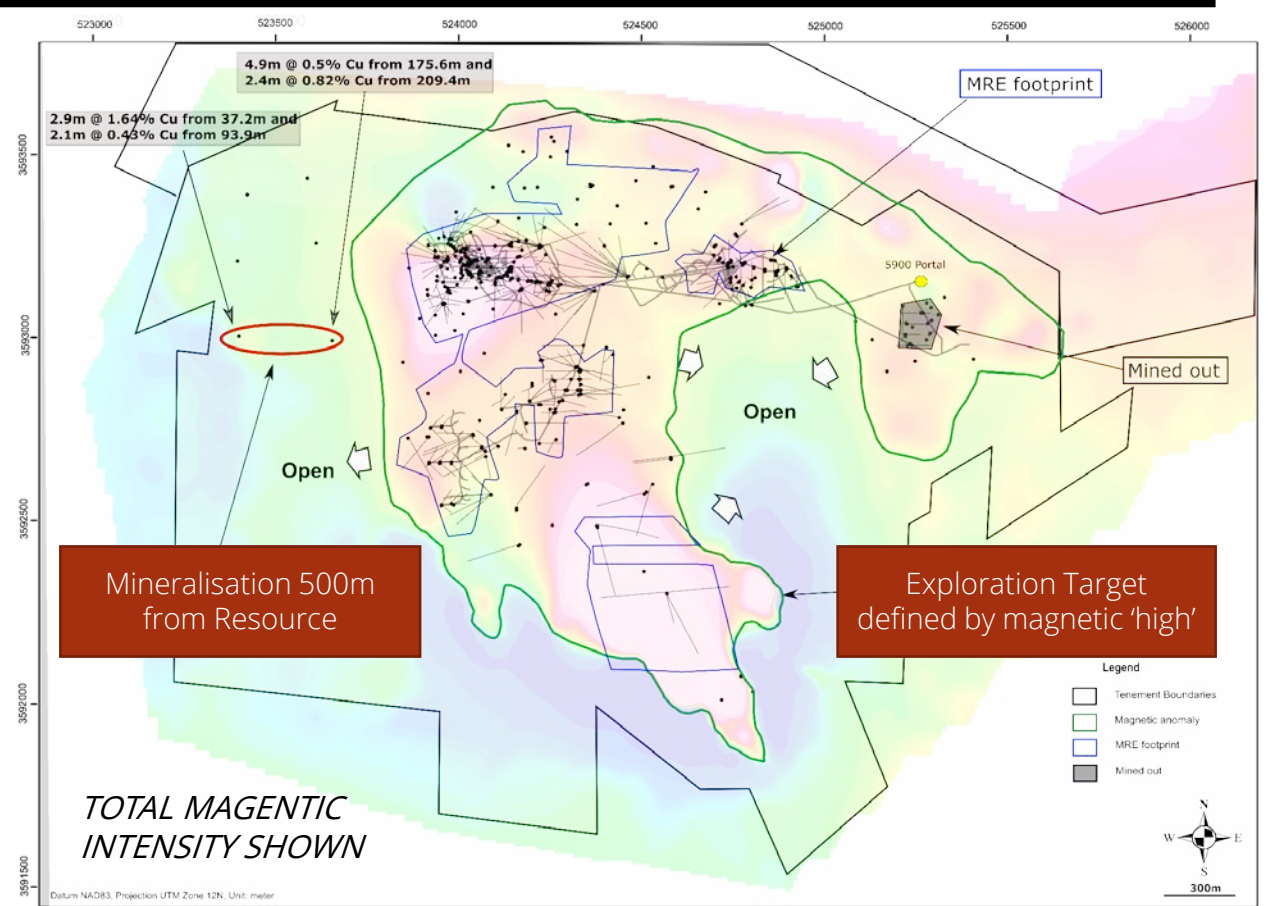 523000 523500 524000 524500 525000 525500 526000
4.9m @ 0.5% Cu from 175.6m and
2.4m @ 0.82% Cu from 209.4m
MRE footprint
2.9m @ 1.64% Cu from 37.2m and
2.1m @ 0.43% Cu from 93.9m
3593500
5900 Portal
3593000
Mined out
Open
Open
3592500
Mineralisation 500m
from Resource
Exploration Target
defined by magnetic ‘high’
Legend
Tenement Boundaries
Magnetic anomaly
MRE footprint
Mined out
3592000
TOTAL MAGENTIC
INTENSITY SHOWN
N
W E
S
300m
3591500
Datum NAD83, Projection UTM Zone 12N, Unit: meter